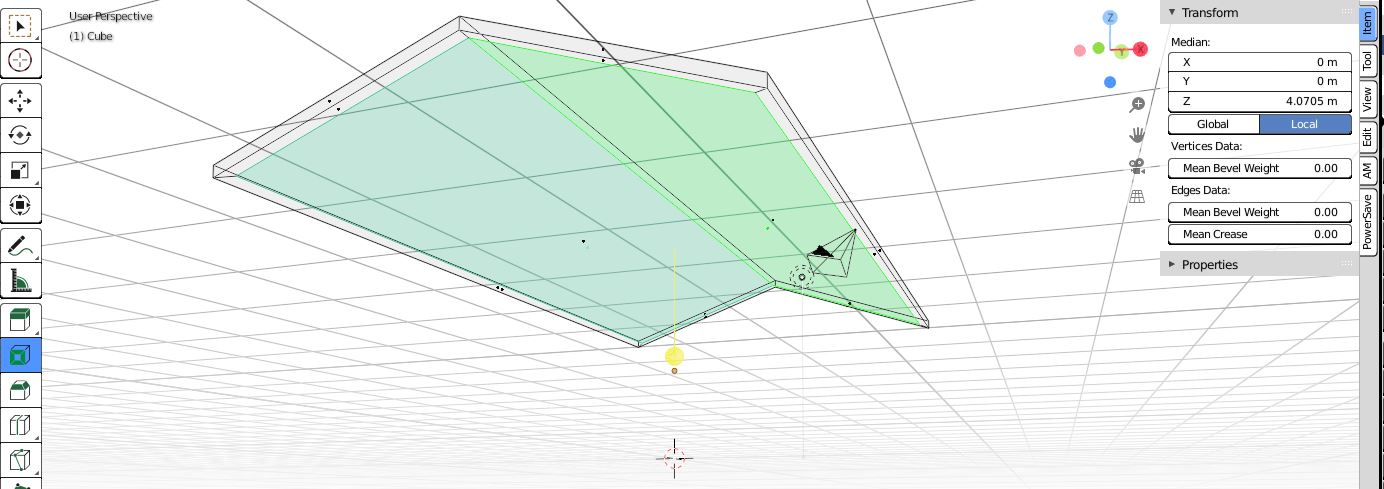 User Perspective
(1) Cube
Z
Y
X
Transform
Median:
X 0 m
Y 0 m
Z 4.0705 m
Global Local
Vertices Data:
Mean Bevel Weight 0.00
Edges Data:
Mean Bevel Weight 0.00
Mean Crease 0.00
Properties
Item
Tool
View
Edit
AM
PowerSave